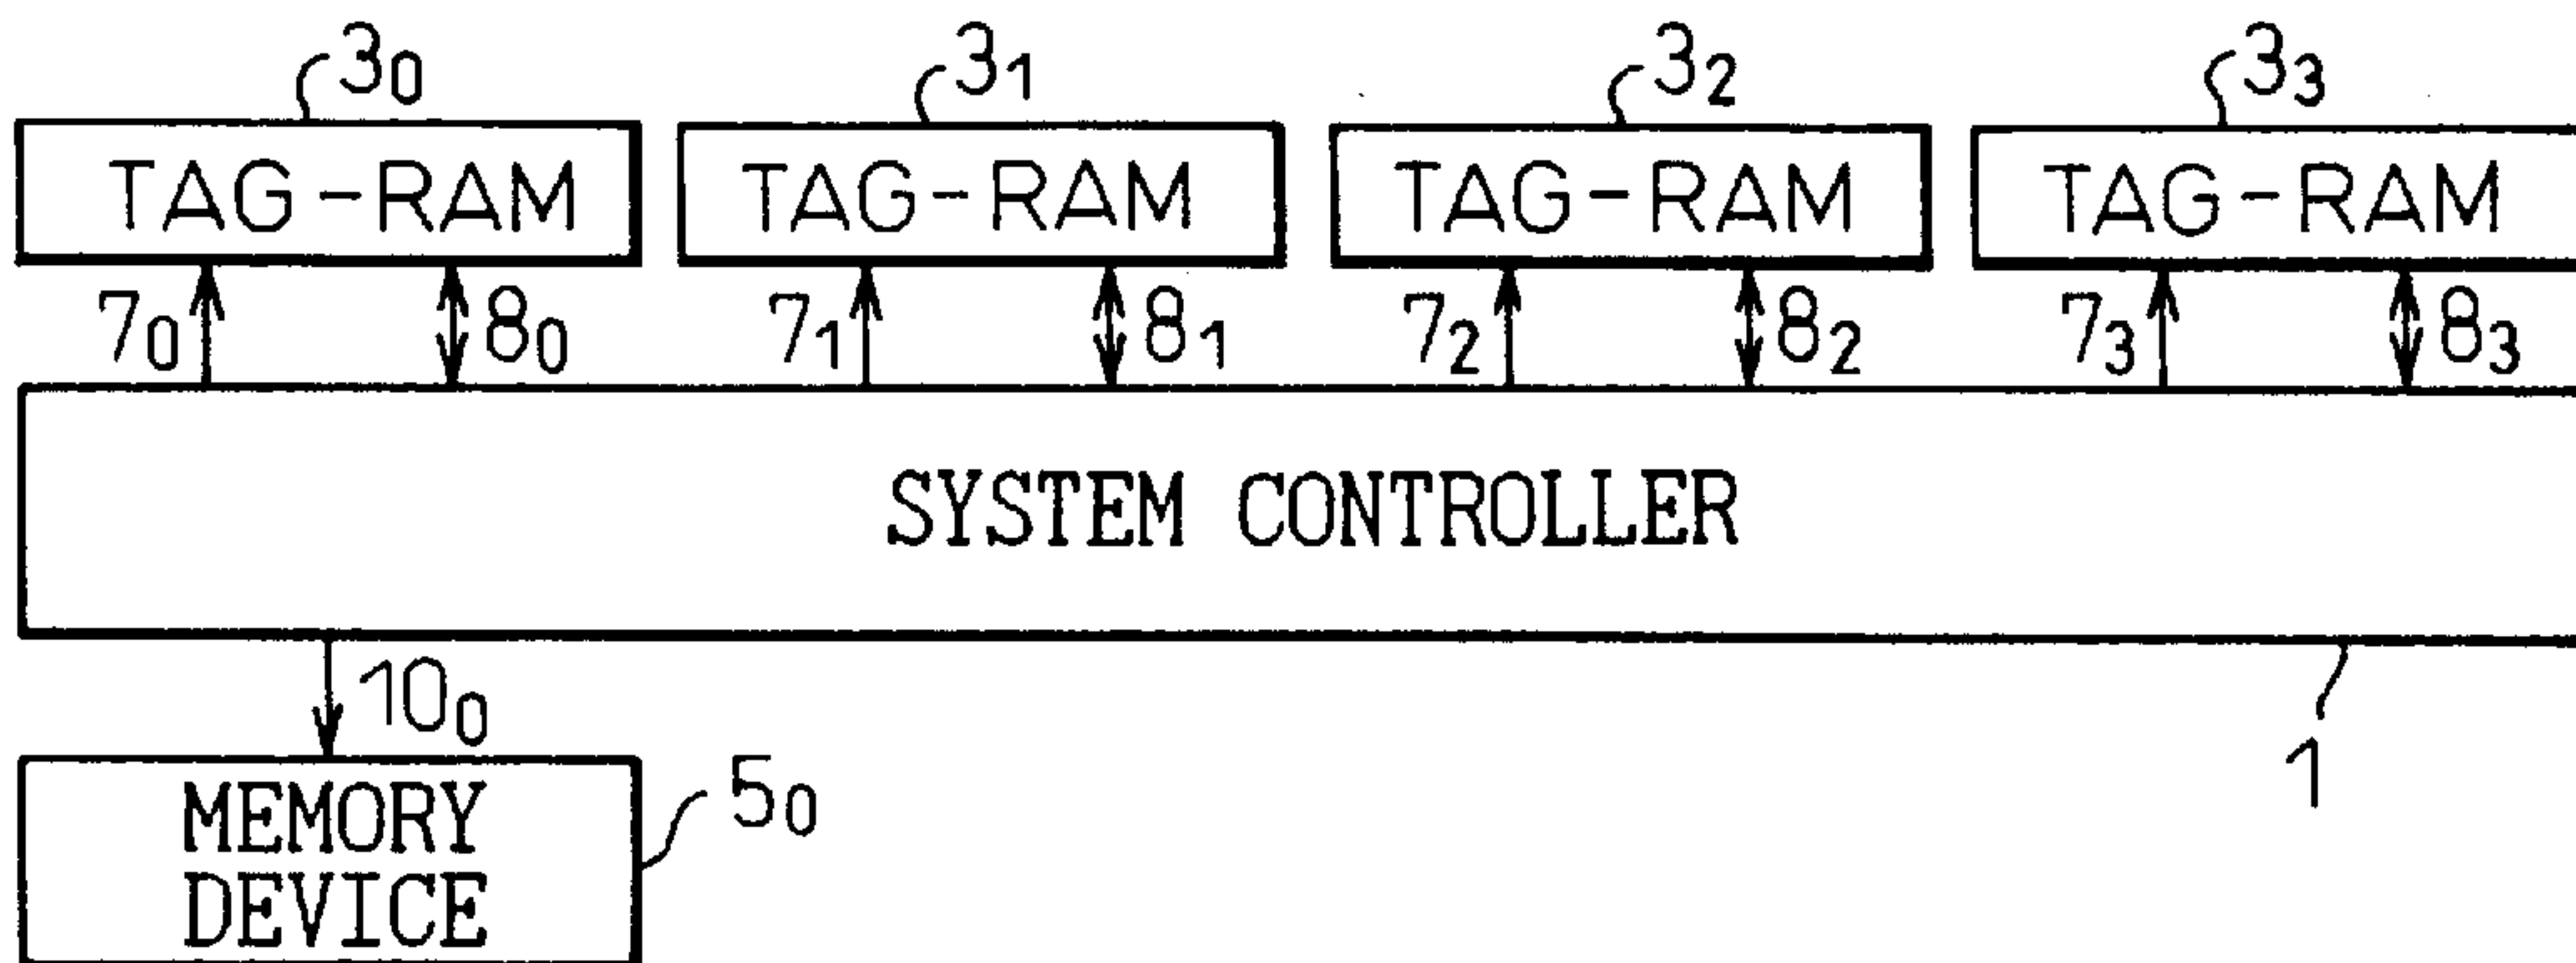 3₀ 3₁ 3₂ 3₃
TAG-RAM TAG-RAM TAG-RAM TAG-RAM
7₀ 8₀ 7₁ 8₁ 7₂ 8₂ 7₃ 8₃
SYSTEM CONTROLLER
10₀
1
MEMORY
DEVICE
5₀